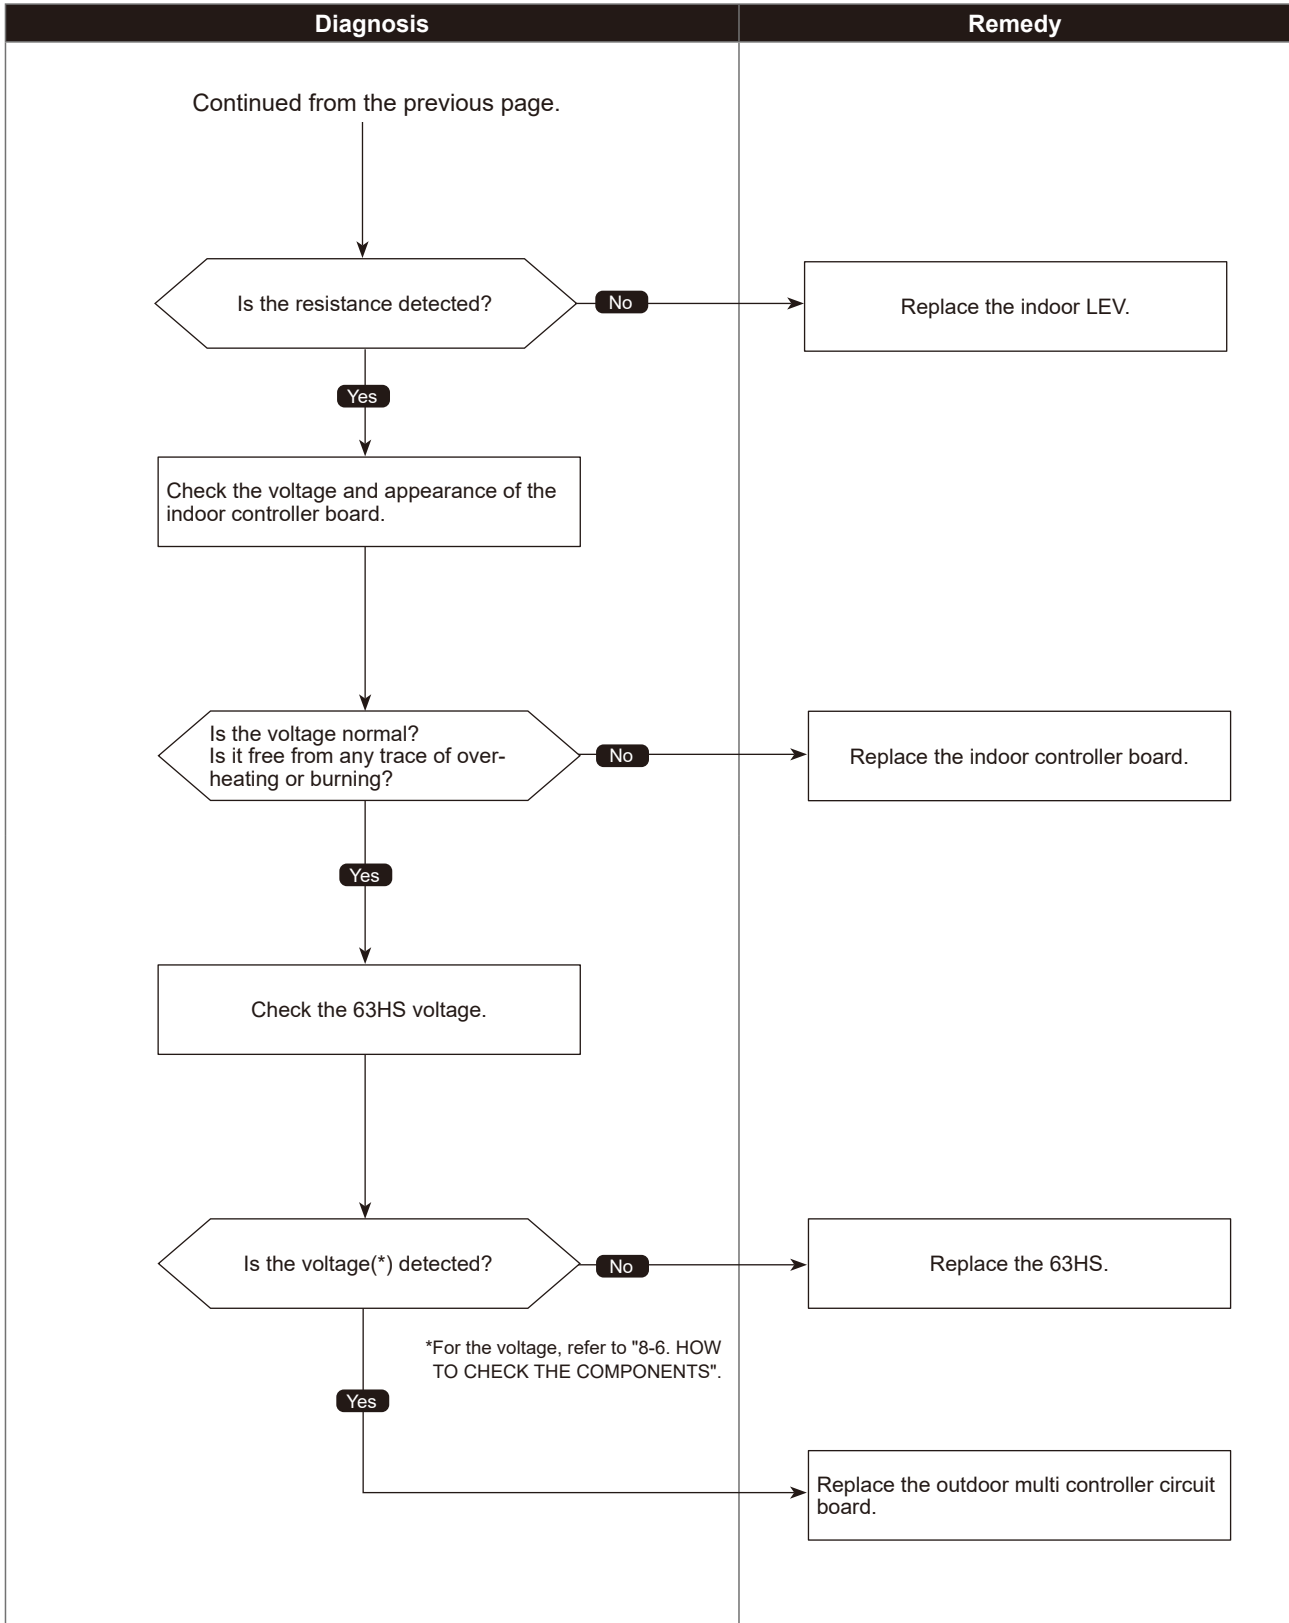 Diagnosis
Remedy
Continued from the previous page.
Is the resistance detected?
No
Replace the indoor LEV.
Yes
Check the voltage and appearance of the
indoor controller board.
Is the voltage normal?
Is it free from any trace of over-
heating or burning?
No
Replace the indoor controller board.
Yes
Check the 63HS voltage.
Is the voltage(*) detected?
No
Replace the 63HS.
*For the voltage, refer to "8-6. HOW
TO CHECK THE COMPONENTS".
Yes
Replace the outdoor multi controller circuit
board.